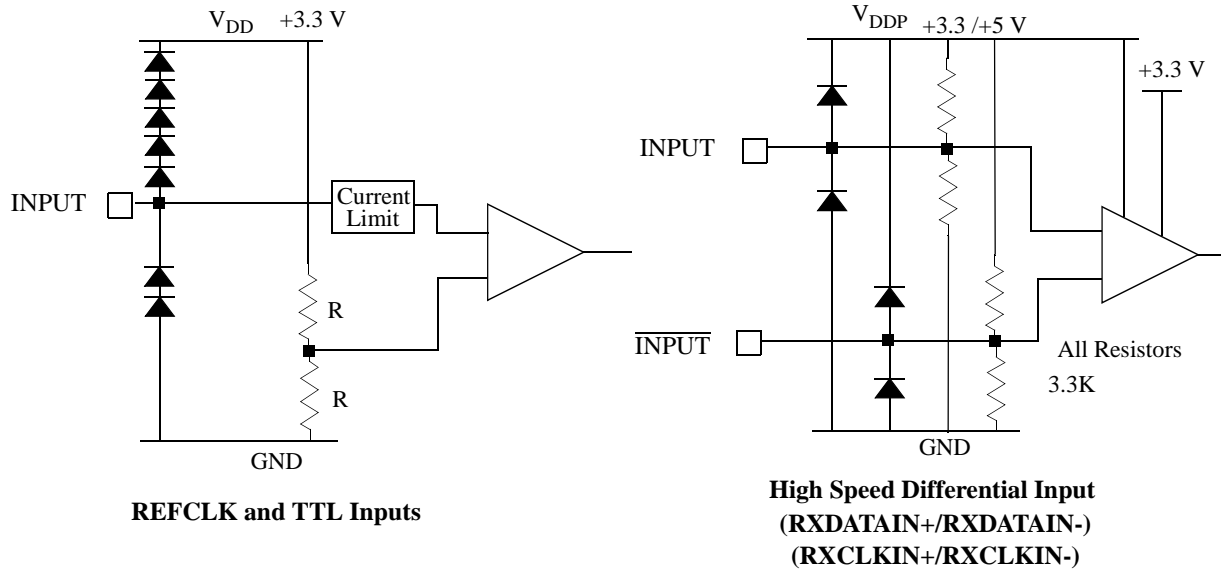 V_DD +3.3 V
INPUT
Current
Limit
R
R
GND
REFCLK and TTL Inputs
V_DDP +3.3 /+5 V
+3.3 V
INPUT
INPUT
All Resistors
3.3K
GND
High Speed Differential Input
(RXDATAIN+/RXDATAIN-)
(RXCLKIN+/RXCLKIN-)